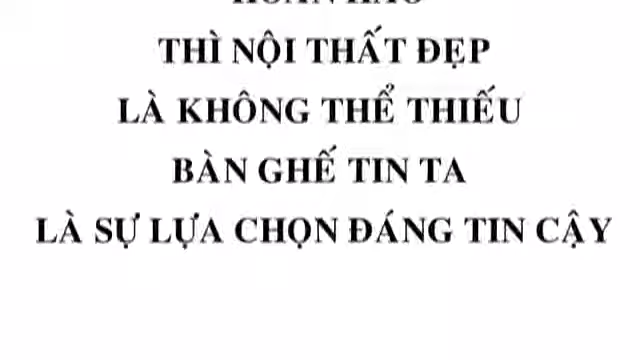 THÌ NỘI THẤT ĐẸP
LÀ KHÔNG THỂ THIẾU
BÀN GHẾ TIN TA
LÀ SỰ LỰA CHỌN ĐÁNG TIN CẬY